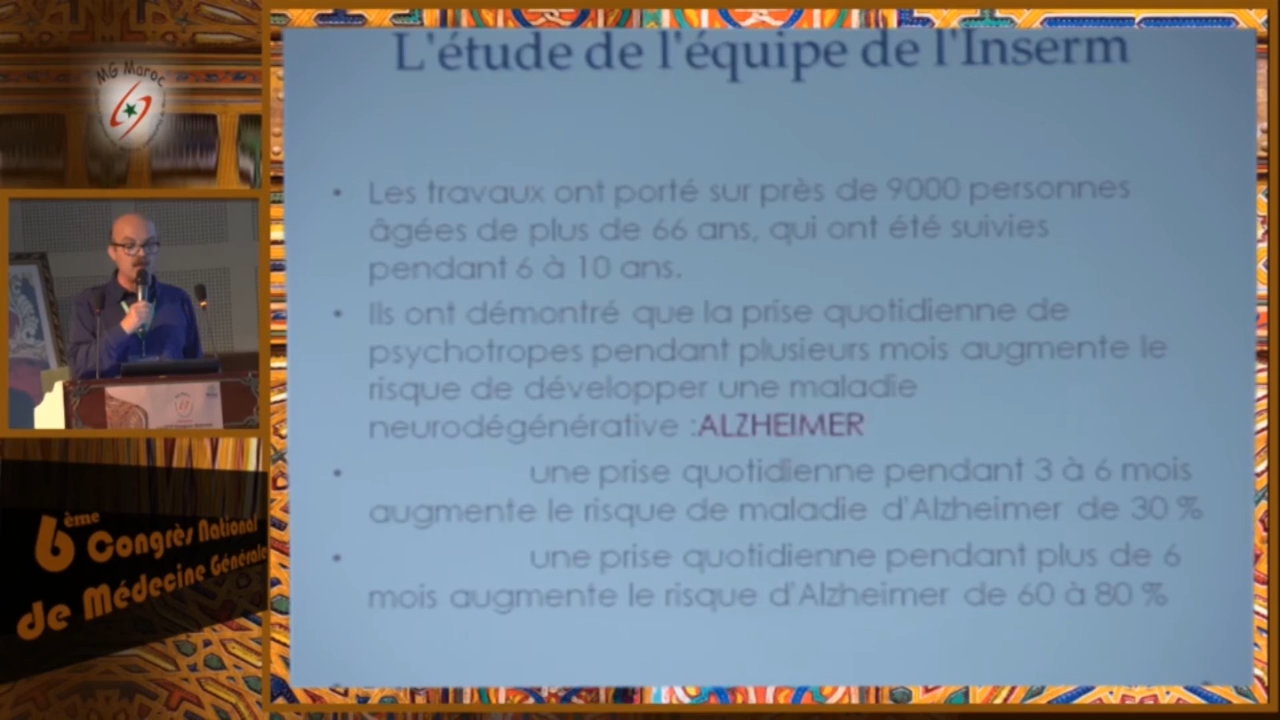 MG Maroc
L'étude de l'équipe de l'Inserm
• Les travaux ont porté sur près de 9000 personnes
âgées de plus de 66 ans, qui ont été suivies
pendant 6 à 10 ans.
• Ils ont démontré que la prise quotidienne de
psychotropes pendant plusieurs mois augmente le
risque de développer une maladie
neurodégénérative :ALZHEIMER
• une prise quotidienne pendant 3 à 6 mois
augmente le risque de maladie d'Alzheimer de 30 %
• une prise quotidienne pendant plus de 6
mois augmente le risque d'Alzheimer de 60 à 80 %
6ème Congrès National
de Médecine Générale